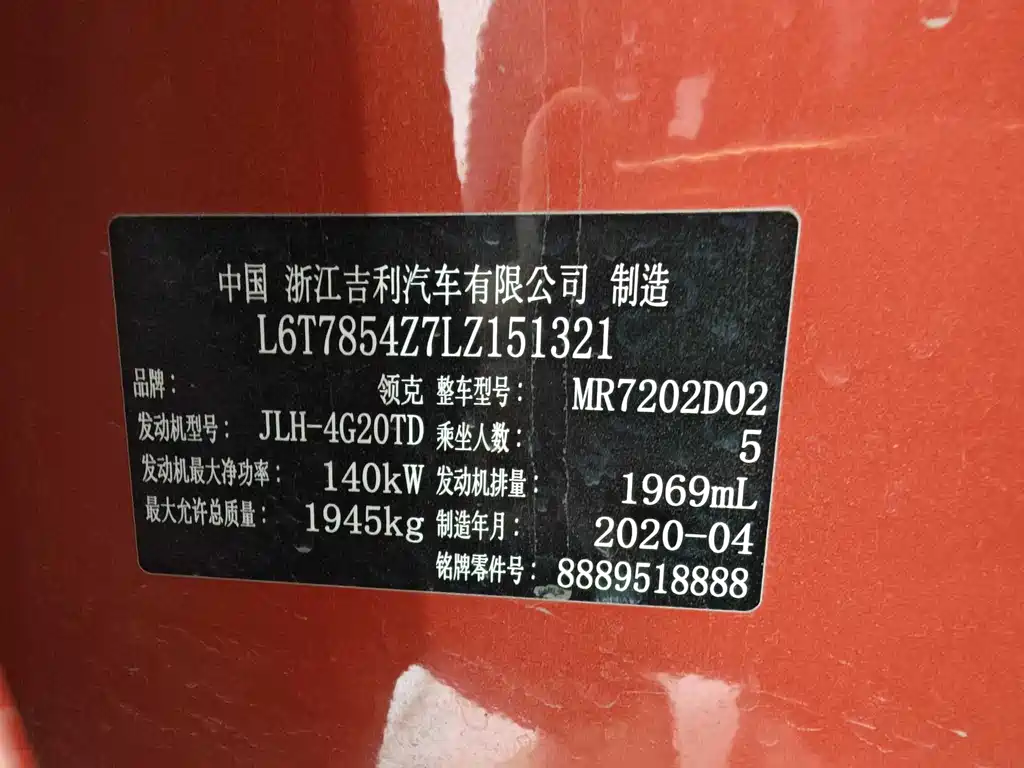 中国 浙江吉利汽车有限公司 制造
L6T7854Z7LZ151321
品牌： 领克 整车型号： MR7202D02
发动机型号： JLH-4G20TD 乘坐人数： 5
发动机最大净功率： 140kW 发动机排量： 1969mL
最大允许总质量： 1945kg 制造年月： 2020-04
铭牌零件号： 8889518888